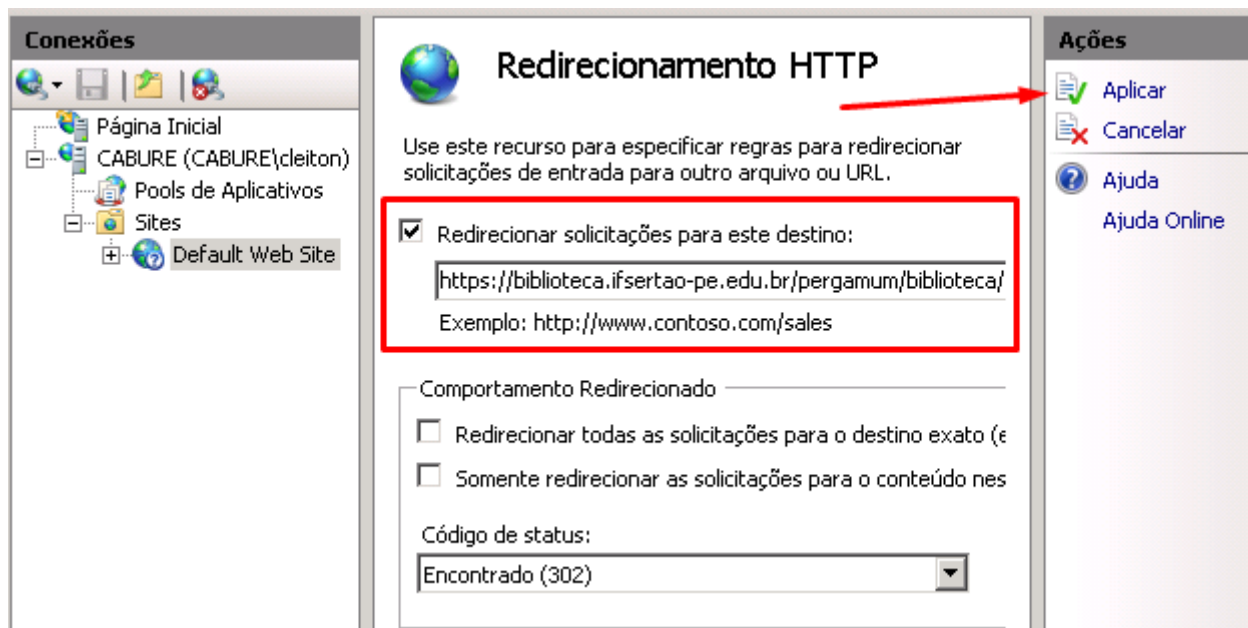 Conexões
Página Inicial
CABURE (CABURE\cleiton)
Pools de Aplicativos
Sites
Default Web Site
Redirecionamento HTTP
Use este recurso para especificar regras para redirecionar
solicitações de entrada para outro arquivo ou URL.
Redirecionar solicitações para este destino:
https://biblioteca.ifsertao-pe.edu.br/pergamum/biblioteca/
Exemplo: http://www.contoso.com/sales
Comportamento Redirecionado
Redirecionar todas as solicitações para o destino exato (e
Somente redirecionar as solicitações para o conteúdo nes
Código de status:
Encontrado (302)
Ações
Aplicar
Cancelar
Ajuda
Ajuda Online